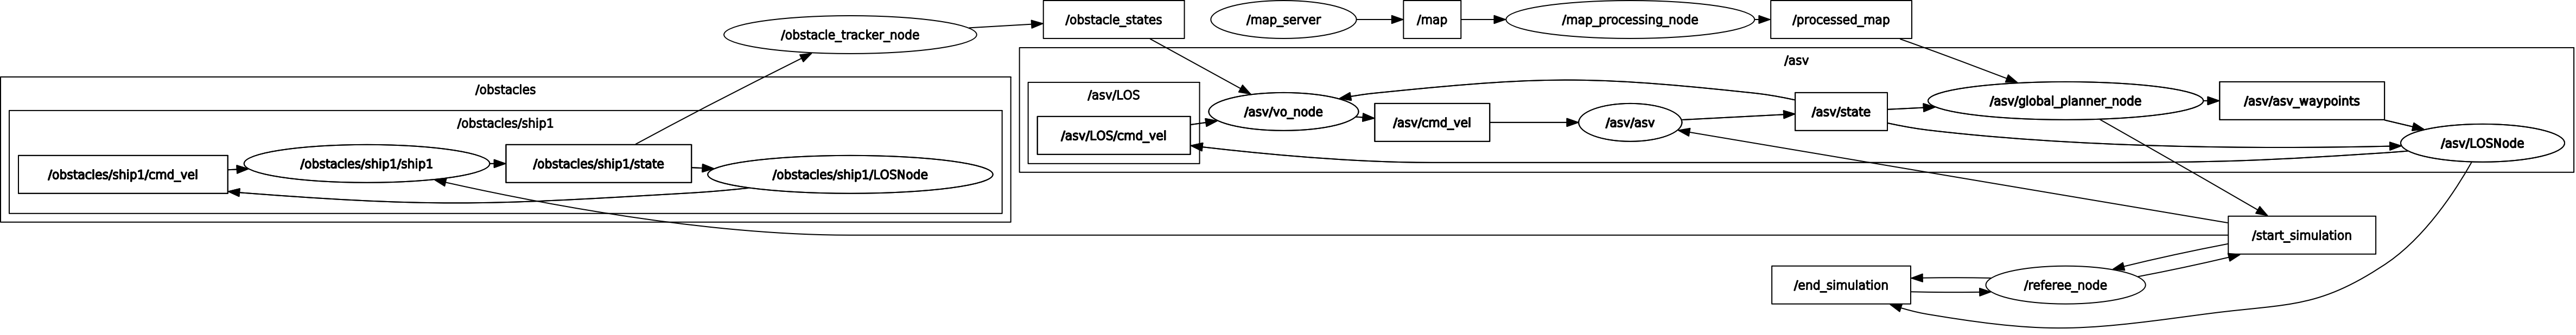 /obstacle_tracker_node
/obstacle_states
/map_server
/map
/map_processing_node
/processed_map
/obstacles
/obstacles/ship1
/obstacles/ship1/cmd_vel
/obstacles/ship1/ship1
/obstacles/ship1/state
/obstacles/ship1/LOSNode
/asv
/asv/LOS
/asv/LOS/cmd_vel
/asv/vo_node
/asv/cmd_vel
/asv/asv
/asv/state
/asv/global_planner_node
/asv/asv_waypoints
/asv/LOSNode
/start_simulation
/end_simulation
/referee_node